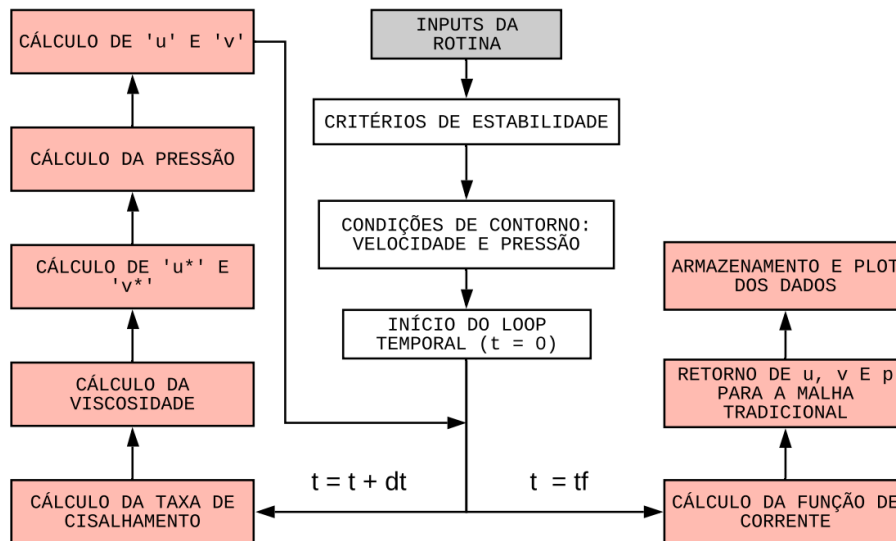 INPUTS DA
ROTINA
CRITÉRIOS DE ESTABILIDADE
CONDIÇÕES DE CONTORNO:
VELOCIDADE E PRESSÃO
INÍCIO DO LOOP
TEMPORAL (t = 0)
t = t + dt
t = tf
CÁLCULO DA TAXA DE
CISALHAMENTO
CÁLCULO DA
VISCOSIDADE
CÁLCULO DE 'u*' E
'v*'
CÁLCULO DA PRESSÃO
CÁLCULO DE 'u' E 'v'
CÁLCULO DA FUNÇÃO DE
CORRENTE
RETORNO DE u, v E p
PARA A MALHA
TRADICIONAL
ARMAZENAMENTO E PLOT
DOS DADOS